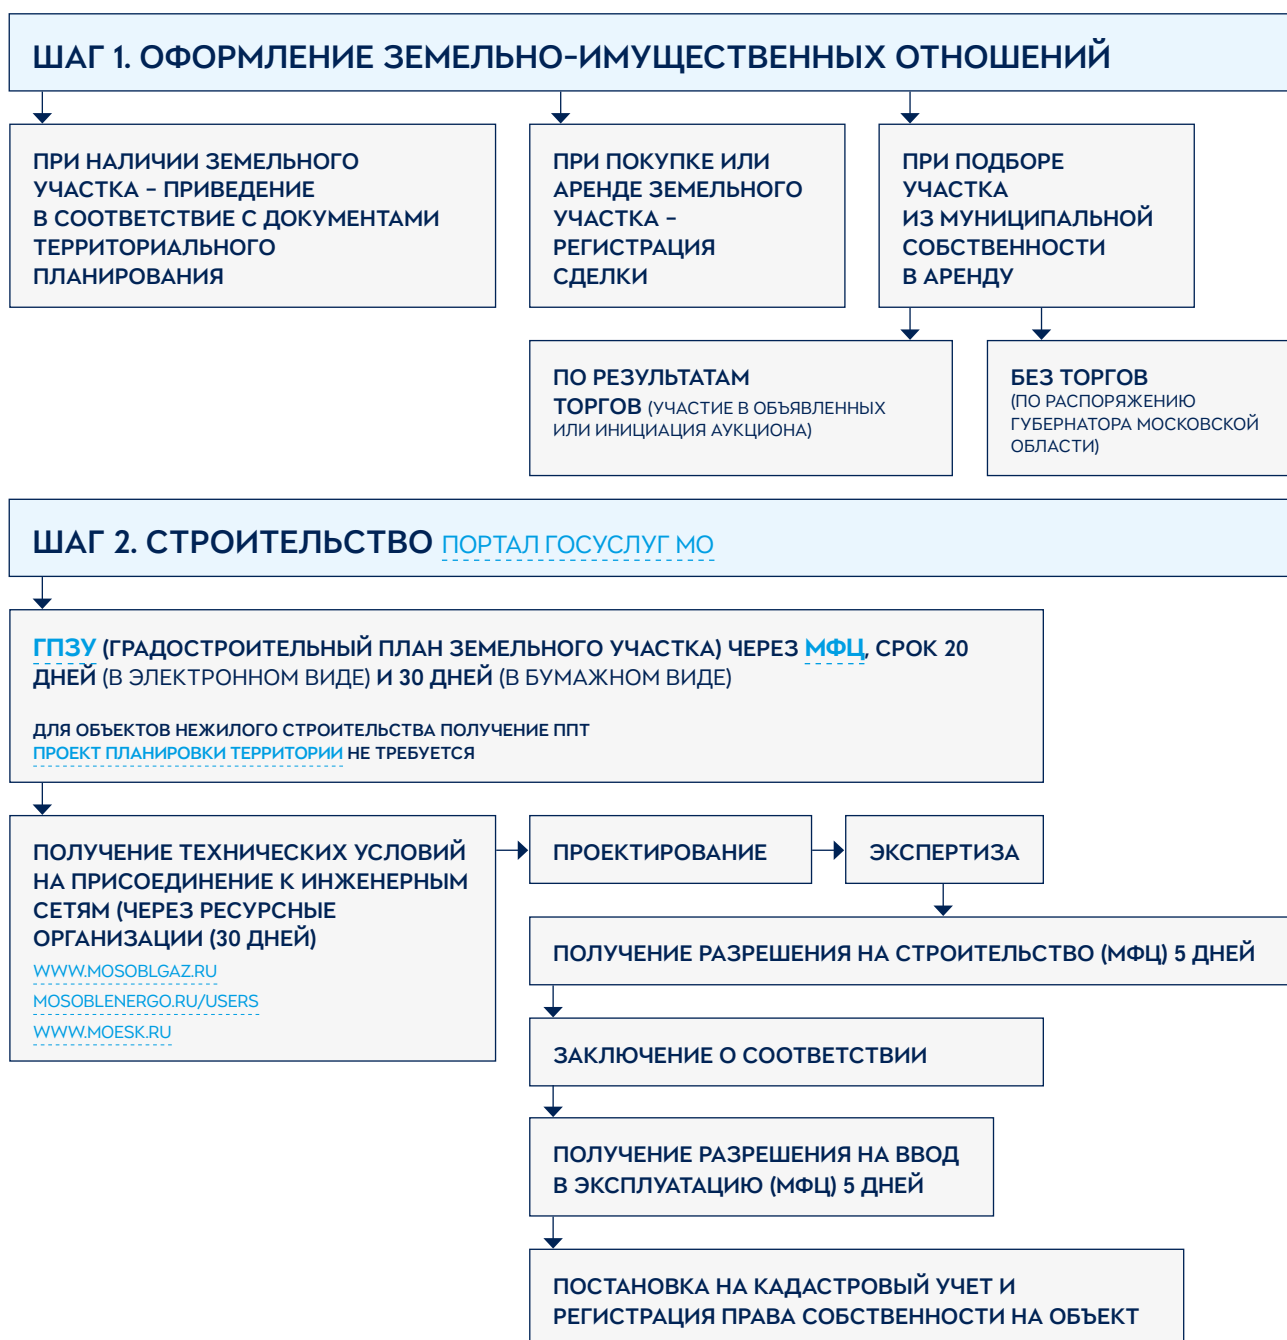 ШАГ 1. ОФОРМЛЕНИЕ ЗЕМЕЛЬНО-ИМУЩЕСТВЕННЫХ ОТНОШЕНИЙ
ПРИ НАЛИЧИИ ЗЕМЕЛЬНОГО
УЧАСТКА – ПРИВЕДЕНИЕ
В СООТВЕТСТВИЕ С ДОКУМЕНТАМИ
ТЕРРИТОРИАЛЬНОГО
ПЛАНИРОВАНИЯ
ПРИ ПОКУПКЕ ИЛИ
АРЕНДЕ ЗЕМЕЛЬНОГО
УЧАСТКА –
РЕГИСТРАЦИЯ
СДЕЛКИ
ПРИ ПОДБОРЕ
УЧАСТКА
ИЗ МУНИЦИПАЛЬНОЙ
СОБСТВЕННОСТИ
В АРЕНДУ
ПО РЕЗУЛЬТАТАМ
ТОРГОВ (УЧАСТИЕ В ОБЪЯВЛЕННЫХ
ИЛИ ИНИЦИАЦИЯ АУКЦИОНА)
БЕЗ ТОРГОВ
(ПО РАСПОРЯЖЕНИЮ
ГУБЕРНАТОРА МОСКОВСКОЙ
ОБЛАСТИ)
ШАГ 2. СТРОИТЕЛЬСТВО ПОРТАЛ ГОСУСЛУГ МО
ГПЗУ (ГРАДОСТРОИТЕЛЬНЫЙ ПЛАН ЗЕМЕЛЬНОГО УЧАСТКА) ЧЕРЕЗ МФЦ, СРОК 20
ДНЕЙ (В ЭЛЕКТРОННОМ ВИДЕ) И 30 ДНЕЙ (В БУМАЖНОМ ВИДЕ)
ДЛЯ ОБЪЕКТОВ НЕЖИЛОГО СТРОИТЕЛЬСТВА ПОЛУЧЕНИЕ ППТ
ПРОЕКТ ПЛАНИРОВКИ ТЕРРИТОРИИ НЕ ТРЕБУЕТСЯ
ПОЛУЧЕНИЕ ТЕХНИЧЕСКИХ УСЛОВИЙ
НА ПРИСОЕДИНЕНИЕ К ИНЖЕНЕРНЫМ
СЕТЯМ (ЧЕРЕЗ РЕСУРСНЫЕ
ОРГАНИЗАЦИИ (30 ДНЕЙ)
WWW.MOSOBLGAZ.RU
MOSOBLENERGO.RU/USERS
WWW.MOESK.RU
ПРОЕКТИРОВАНИЕ
ЭКСПЕРТИЗА
ПОЛУЧЕНИЕ РАЗРЕШЕНИЯ НА СТРОИТЕЛЬСТВО (МФЦ) 5 ДНЕЙ
ЗАКЛЮЧЕНИЕ О СООТВЕТСТВИИ
ПОЛУЧЕНИЕ РАЗРЕШЕНИЯ НА ВВОД
В ЭКСПЛУАТАЦИЮ (МФЦ) 5 ДНЕЙ
ПОСТАНОВКА НА КАДАСТРОВЫЙ УЧЕТ И
РЕГИСТРАЦИЯ ПРАВА СОБСТВЕННОСТИ НА ОБЪЕКТ